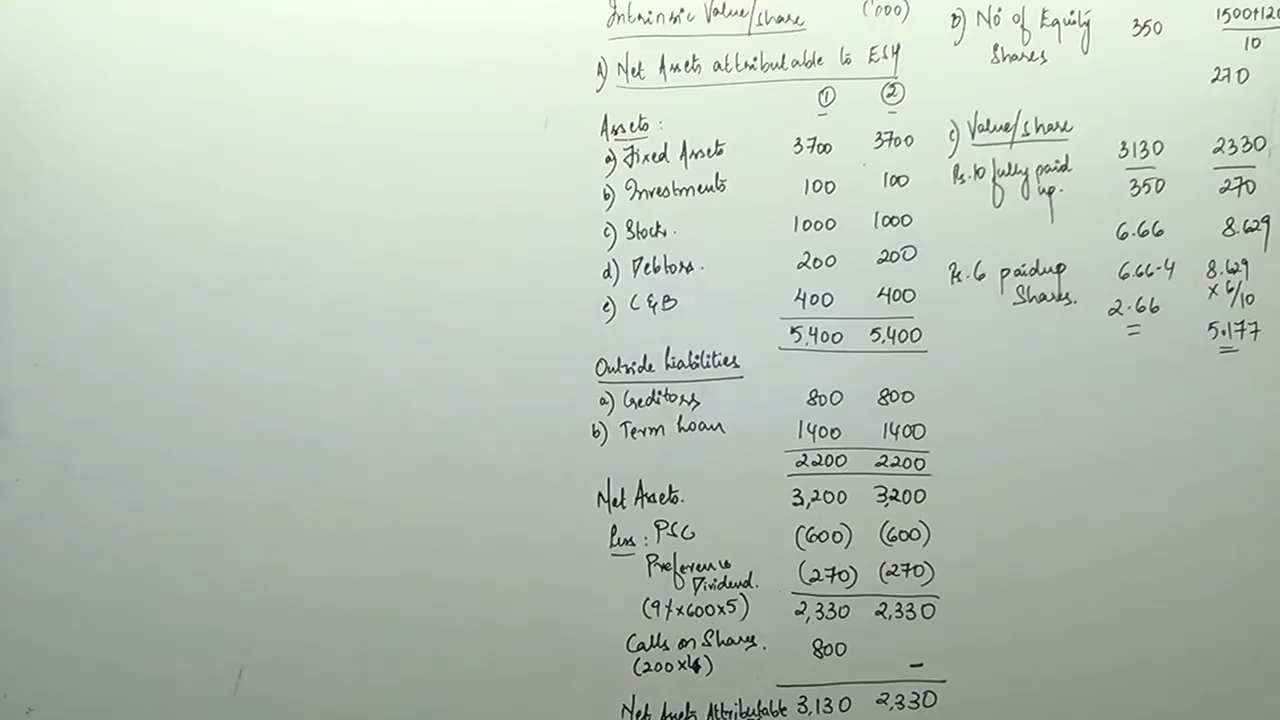 Intrinsic Value/share ('000)
A) Net Assets attributable to ESH
① ②
Assets:
a) Fixed Assets 3700 3700
b) Investments 100 100
c) Stock. 1000 1000
d) Debtors. 200 200
e) C&B 400 400
5,400 5,400
Outside Liabilities
a) Creditors 800 800
b) Term Loan 1400 1400
2200 2200
Net Assets. 3,200 3,200
Less: PSC (600) (600)
Preference
Dividend. (270) (270)
(9%×600×5) 2,330 2,330
Calls on Shares. 800 -
(200×4)
Net Assets Attributable 3,130 2,330
B) No of Equity 350 1500+120
Shares 10
270
C) Value/share 3130 2330
Rs.10 fully paid 350 270
up.
6.66 8.629
Rs.6 paidup 6.66-4 8.629
Shares. 2.66 × 6/10
5.177